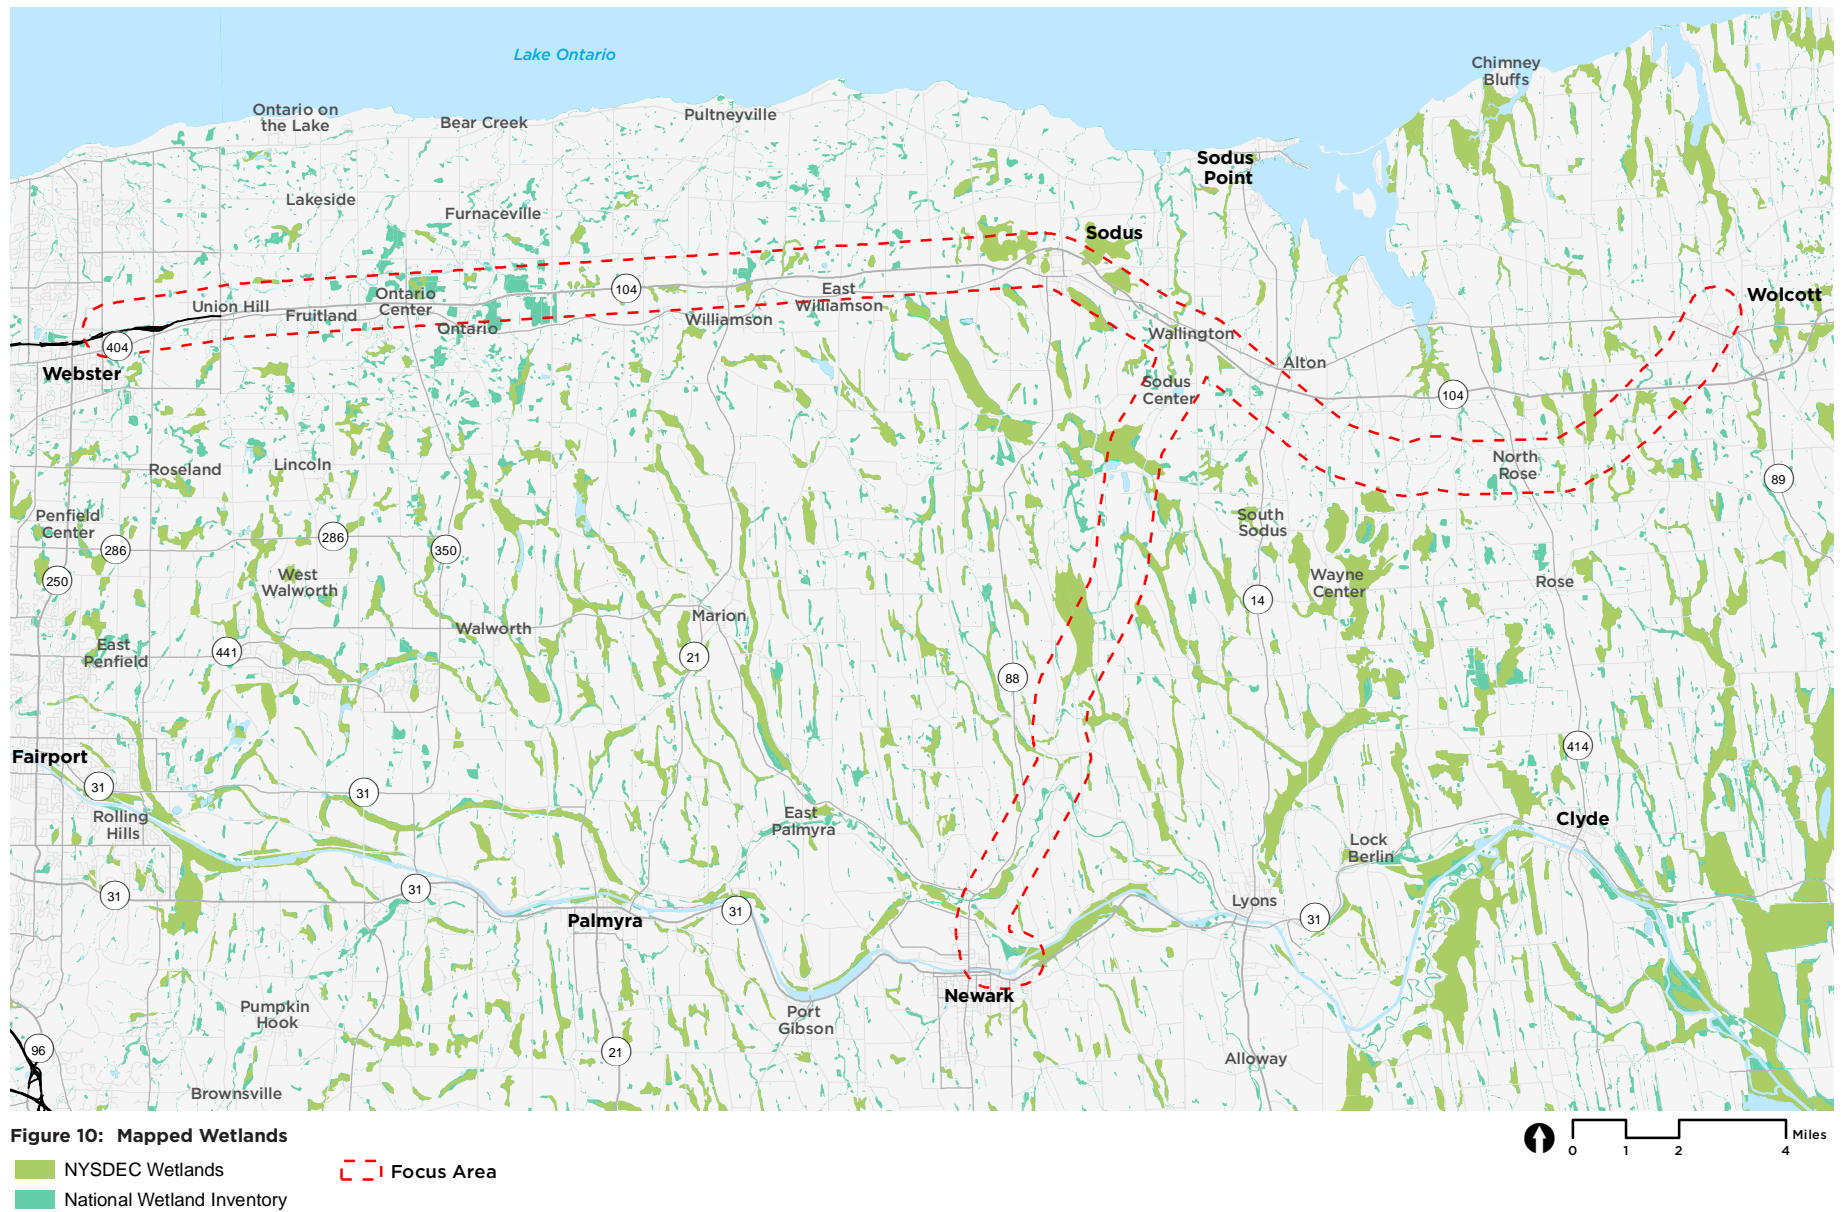 Lake Ontario
Chimney
Bluffs
Ontario on
the Lake
Bear Creek
Pultneyville
Sodus
Point
Lakeside
Furnaceville
Sodus
Union Hill
Ontario
Center
104
East
Williamson
Wolcott
Fruitland
Ontario
Williamson
Wallington
404
Webster
Alton
Sodus
Center
104
Roseland
Lincoln
North
Rose
89
Penfield
Center
286
286
350
South
Sodus
250
West
Walworth
Wayne
Center
Rose
14
Marion
Walworth
East
Penfield
441
21
88
414
Fairport
31
31
Rolling
Hills
East
Palmyra
Clyde
Lock
Berlin
31
31
Palmyra
31
Lyons
31
Newark
Pumpkin
Hook
Port
Gibson
96
21
Alloway
Brownsville
Figure 10: Mapped Wetlands
NYSDEC Wetlands
National Wetland Inventory
Focus Area
Miles
0 1 2 4